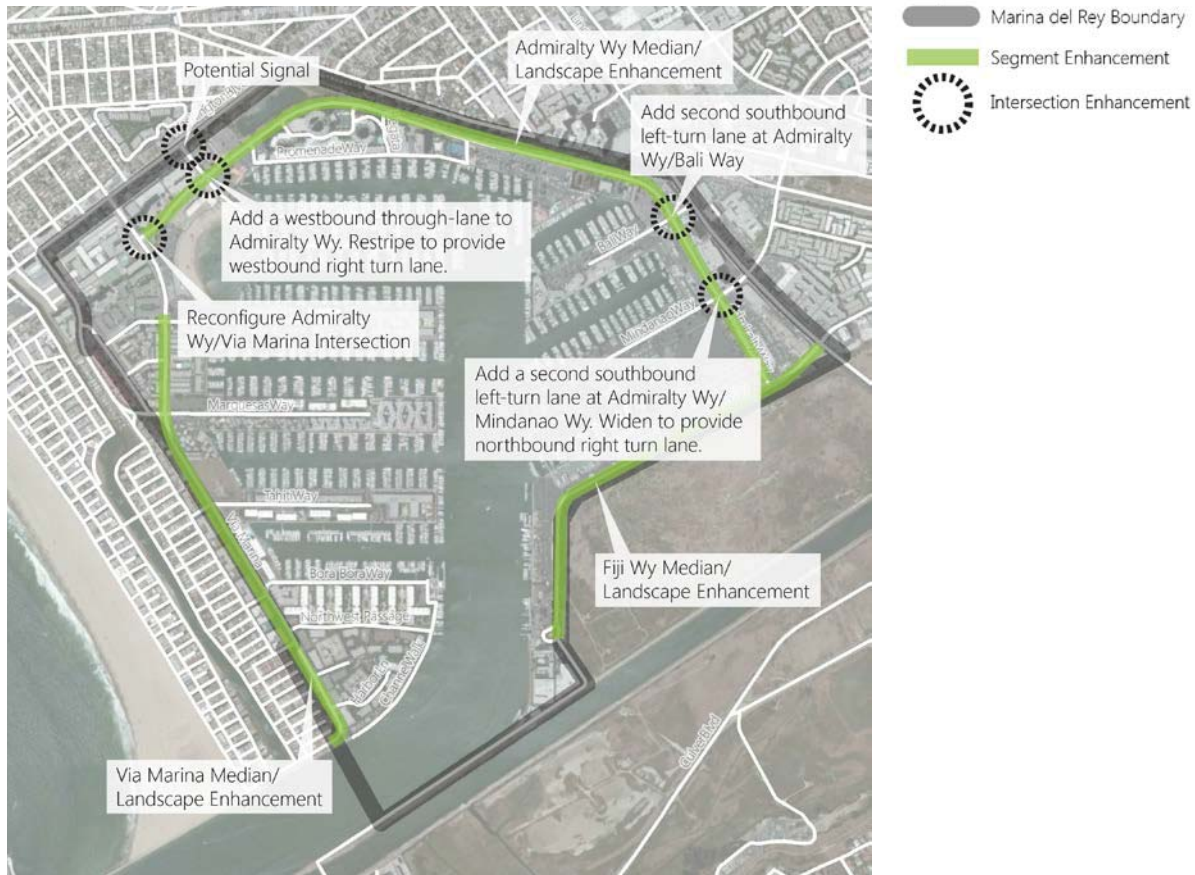 Marina del Rey Boundary
Segment Enhancement
Intersection Enhancement
Admiralty Wy Median/
Landscape Enhancement
Potential Signal
Add second southbound
left-turn lane at Admiralty
Wy/Bali Way
Promenade Way
Add a westbound through-lane to
Admiralty Wy. Restripe to provide
westbound right turn lane.
Bali Way
Reconfigure Admiralty
Wy/Via Marina Intersection
Mindanao Way
Add a second southbound
left-turn lane at Admiralty Wy/
Mindanao Wy. Widen to provide
northbound right turn lane.
Marquesas Way
Tahiti Way
Via Marina
Bora Bora Way
Northwest Passage
Fiji Wy Median/
Landscape Enhancement
Channel Walk
Culver Blvd
Via Marina Median/
Landscape Enhancement